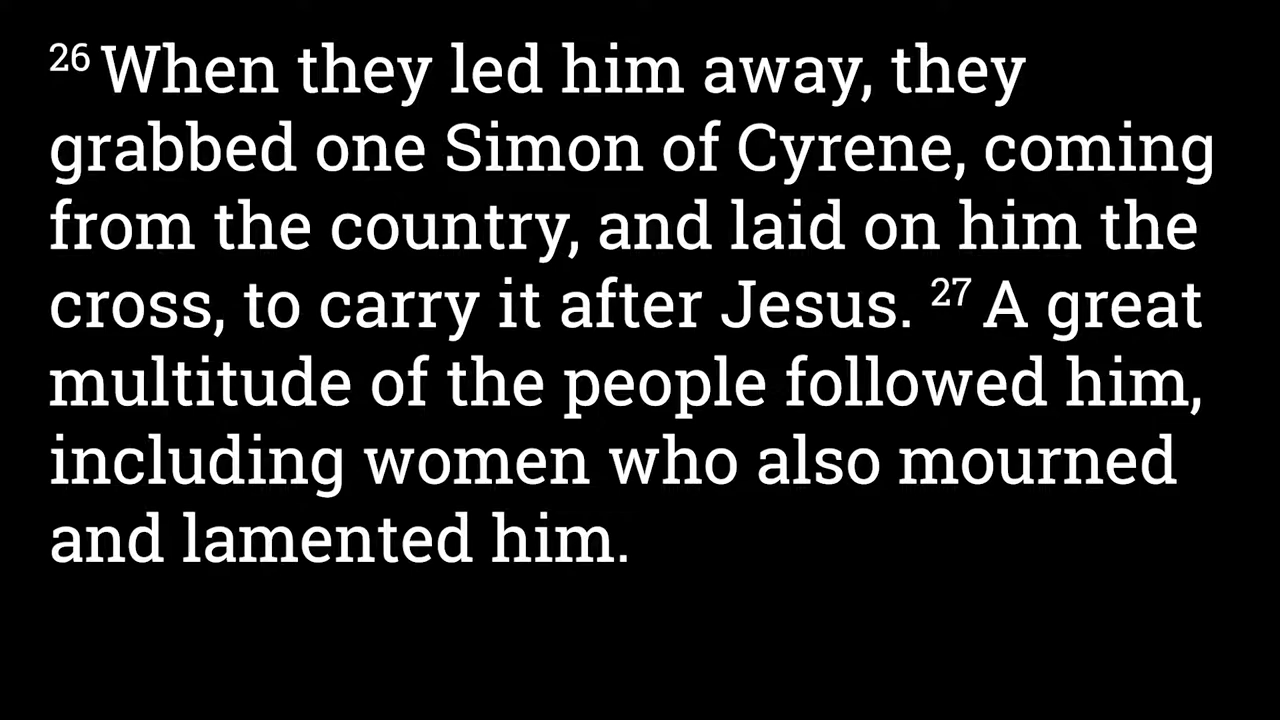 26 When they led him away, they
grabbed one Simon of Cyrene, coming
from the country, and laid on him the
cross, to carry it after Jesus. 27 A great
multitude of the people followed him,
including women who also mourned
and lamented him.